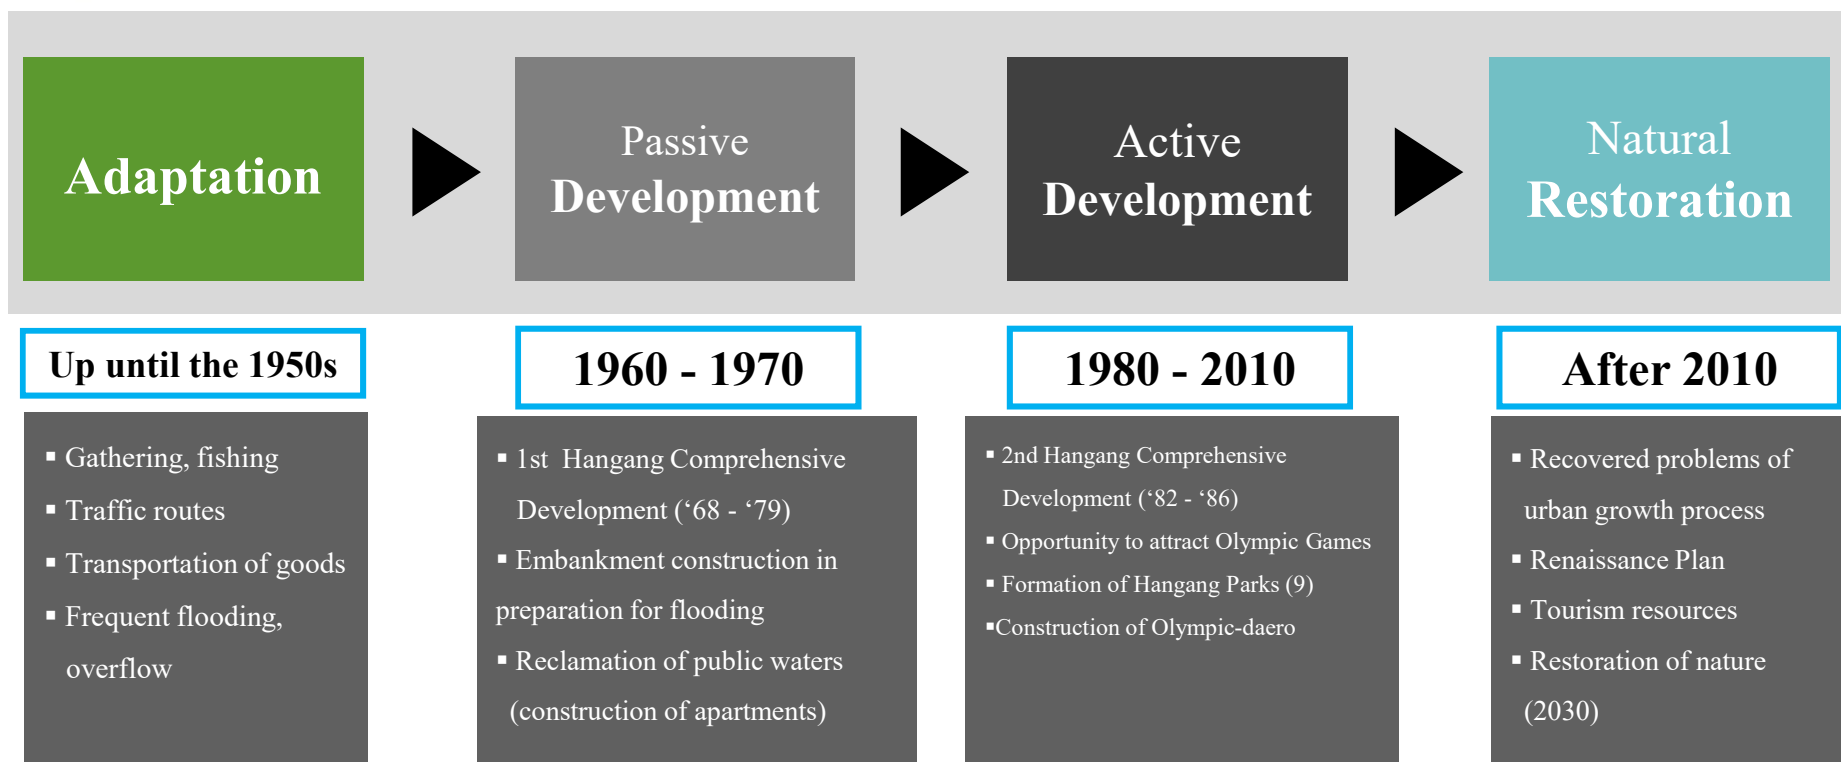 Adaptation
Passive
Development
Active
Development
Natural
Restoration
Up until the 1950s
1960 - 1970
1980 - 2010
After 2010
▪ Gathering, fishing
▪ Traffic routes
▪ Transportation of goods
▪ Frequent flooding,
overflow
▪ 1st Hangang Comprehensive
Development (‘68 - ‘79)
▪ Embankment construction in
preparation for flooding
▪ Reclamation of public waters
(construction of apartments)
▪ 2nd Hangang Comprehensive
Development (‘82 - ‘86)
▪ Opportunity to attract Olympic Games
▪ Formation of Hangang Parks (9)
▪Construction of Olympic-daero
▪ Recovered problems of
urban growth process
▪ Renaissance Plan
▪ Tourism resources
▪ Restoration of nature
(2030)